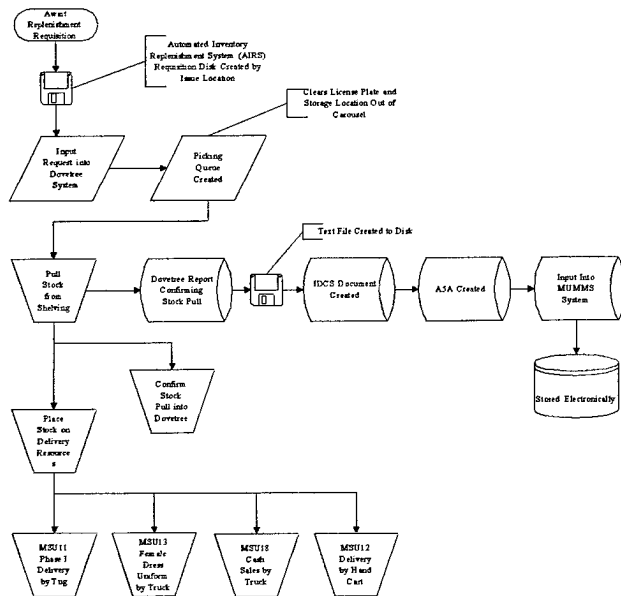 Await
Replenishment
Requisition
Automated Inventory
Replenishment System (AIRS)
Requisition Disk Created by
Issue Location
Clears License Plate and
Storage Location Out of
Carousel
Input
Request into
Dovetree
System
Picking
Queue
Created
Text File Created to Disk
Pull
Stock
from
Shelving
Dovetree Report
Confirming
Stock Pull
Document
Created
A5A Created
Input Into
MUMMS
System
Stored Electronically
Confirm
Stock
Pull into
Dovetree
Place
Stock on
Delivery
Resource
s
MSU11
Phase I
Delivery
by Tug
MSU13
Female
Dress
Uniform
by Truck
MSU18
Cash
Sales by
Truck
MSU12
Delivery
by Hand
Cart